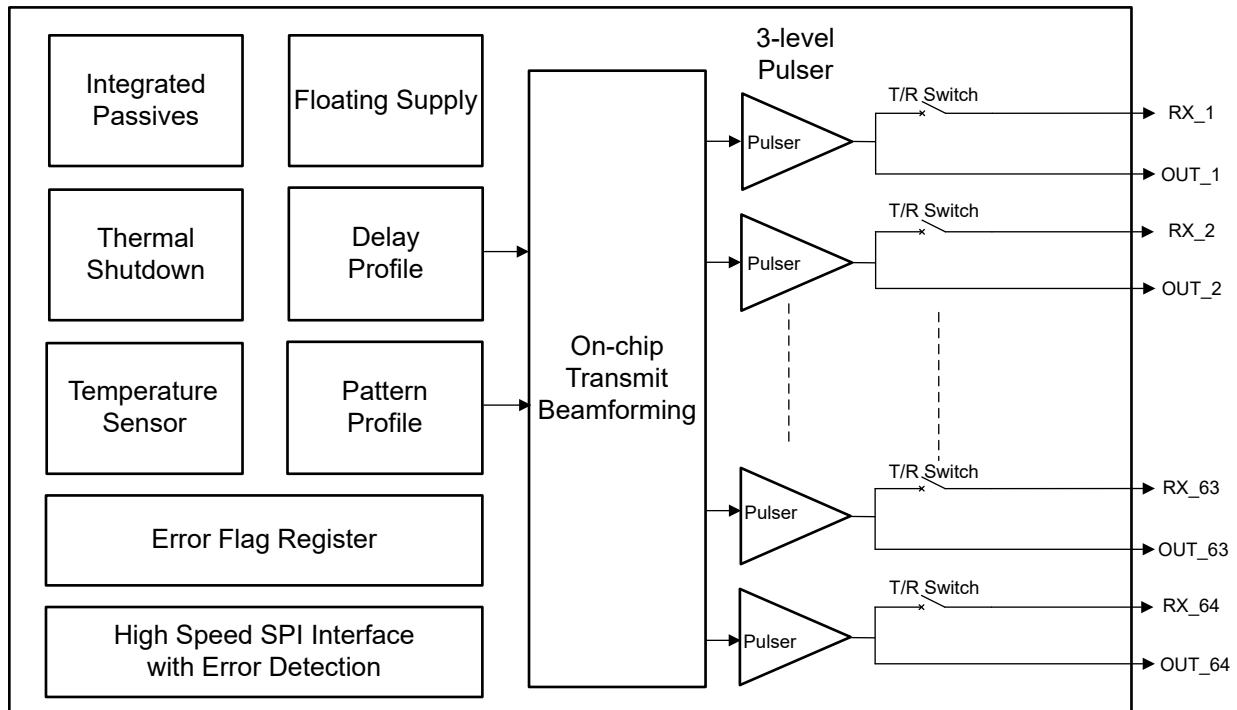 Integrated
Passives
Floating Supply
Thermal
Shutdown
Delay
Profile
Temperature
Sensor
Pattern
Profile
Error Flag Register
High Speed SPI Interface
with Error Detection
On-chip
Transmit
Beamforming
3-level
Pulser
Pulser
T/R Switch
RX_1
OUT_1
Pulser
T/R Switch
RX_2
OUT_2
Pulser
T/R Switch
RX_63
OUT_63
Pulser
T/R Switch
RX_64
OUT_64